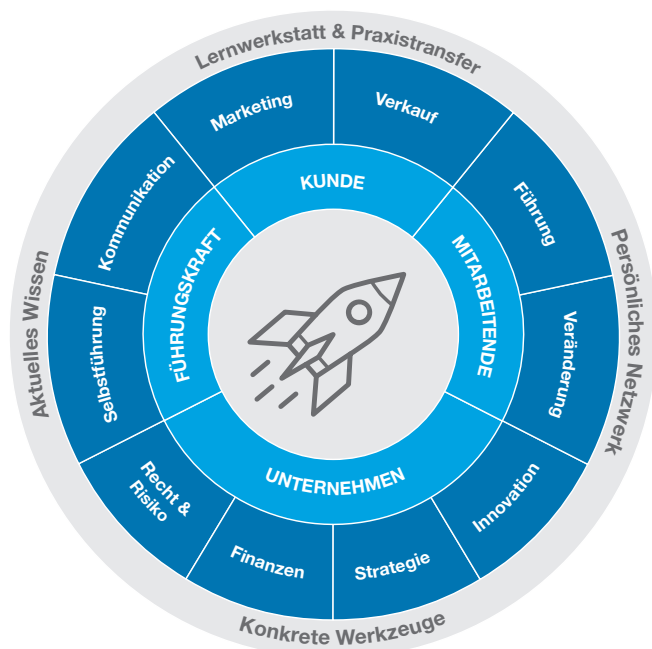 Lernwerkstatt & Praxistransfer
Marketing
Verkauf
Kommunikation
KUNDE
Führung
FÜHRUNGSKRAFT
MITARBEITENDE
Aktuelles Wissen
Persönliches Netzwerk
Selbstführung
Veränderung
UNTERNEHMEN
Recht &
Risiko
Innovation
Finanzen
Strategie
Konkrete Werkzeuge